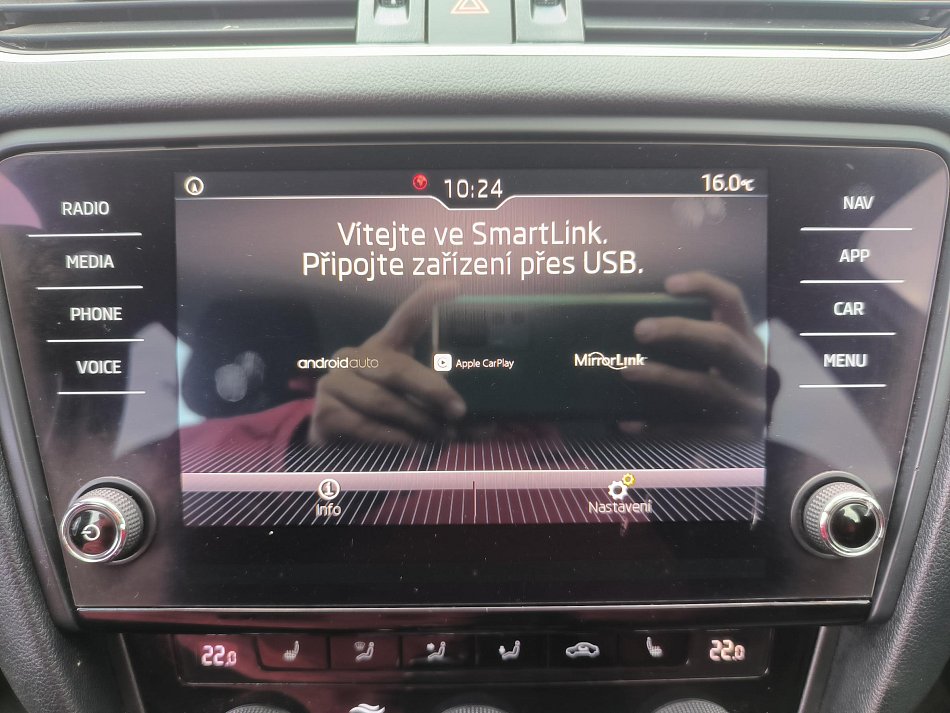 10:24
16.0°C
RADIO
MEDIA
PHONE
VOICE
Vítejte ve SmartLink.
Připojte zařízení přes USB.
androidauto
Apple CarPlay
MirrorLink
Info
Nastavení
NAV
APP
CAR
MENU
22.0
22.0